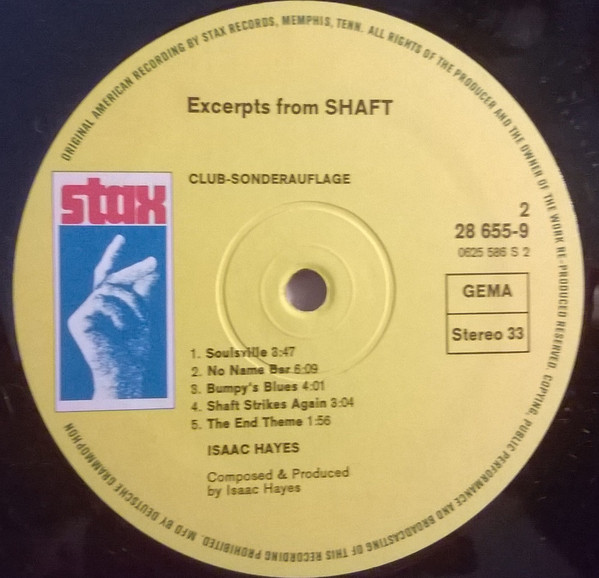 ORIGINAL AMERICAN RECORDING BY STAX RECORDS, MEMPHIS, TENN. ALL RIGHTS OF THE PRODUCER AND THE OWNER OF THE WORK RE-PRODUCED RESERVED. COPYING, PUBLIC PERFORMANCE AND BROADCASTING OF THIS RECORDING PROHIBITED. MFD BY DEUTSCHE GRAMMOPHON
Excerpts from SHAFT
stax
CLUB-SONDERAUFLAGE
2
28 655-9
0625 586 S 2
GEMA
Stereo 33
1. Soulsville 3:47
2. No Name Bar 6:09
3. Bumpy's Blues 4:01
4. Shaft Strikes Again 3:04
5. The End Theme 1:56
ISAAC HAYES
Composed & Produced
by Isaac Hayes